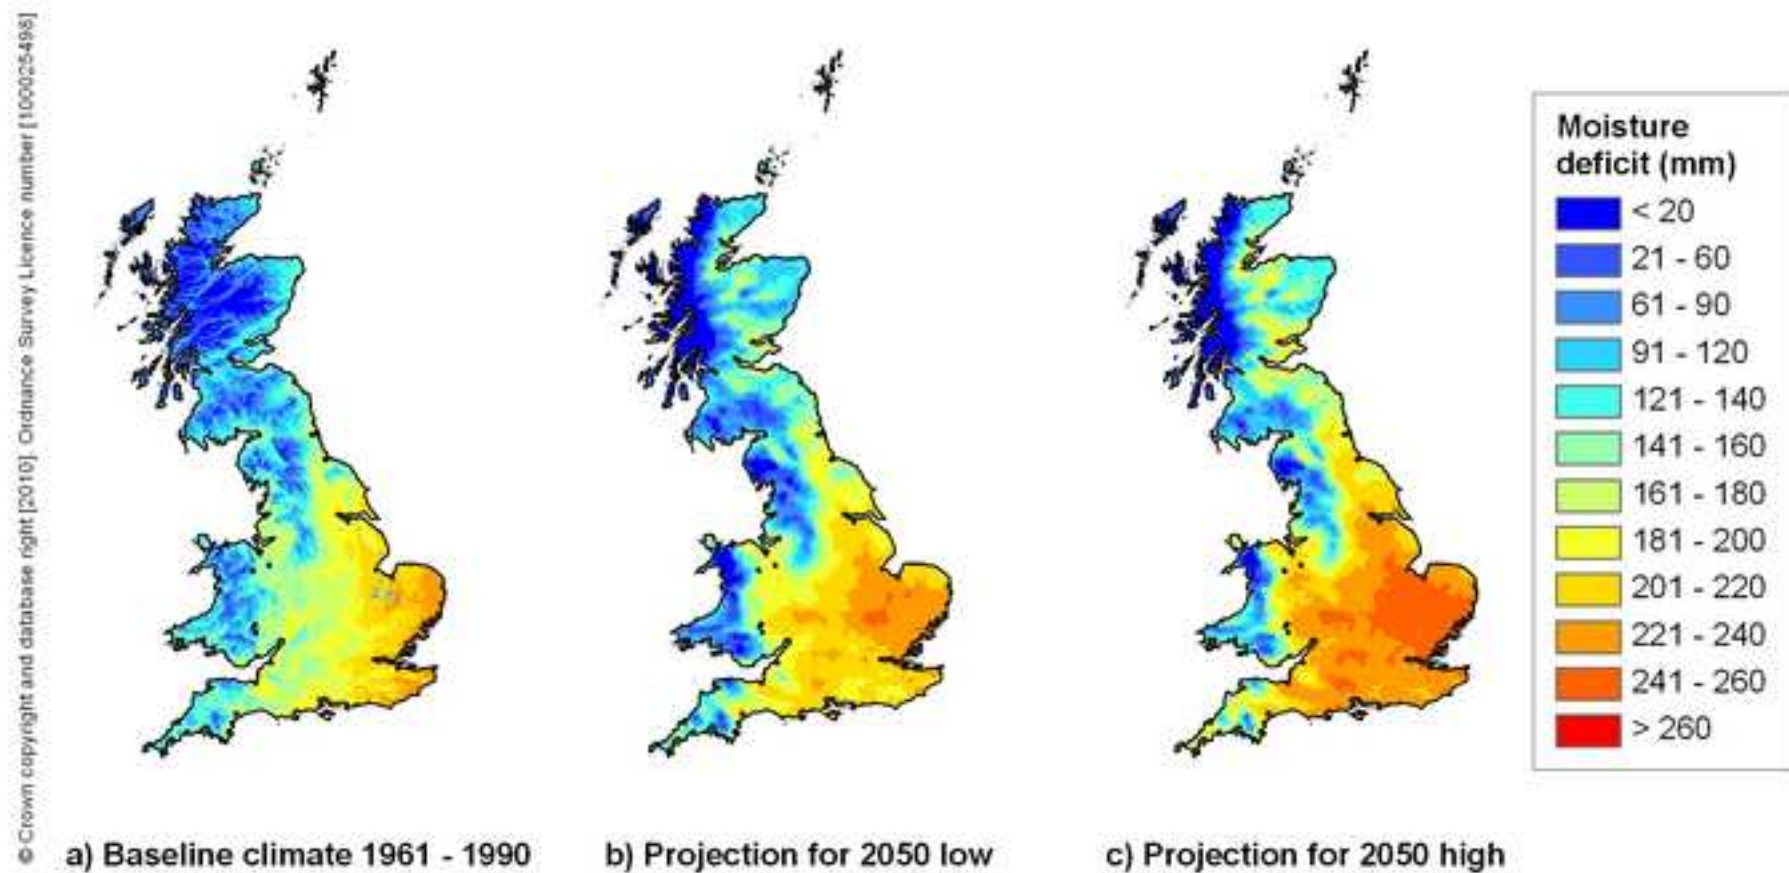 © Crown copyright and database right [2010] Ordnance Survey Licence number [100025498]
Moisture
deficit (mm)
< 20
21 - 60
61 - 90
91 - 120
121 - 140
141 - 160
161 - 180
181 - 200
201 - 220
221 - 240
241 - 260
> 260
a) Baseline climate 1961 - 1990
b) Projection for 2050 low
c) Projection for 2050 high